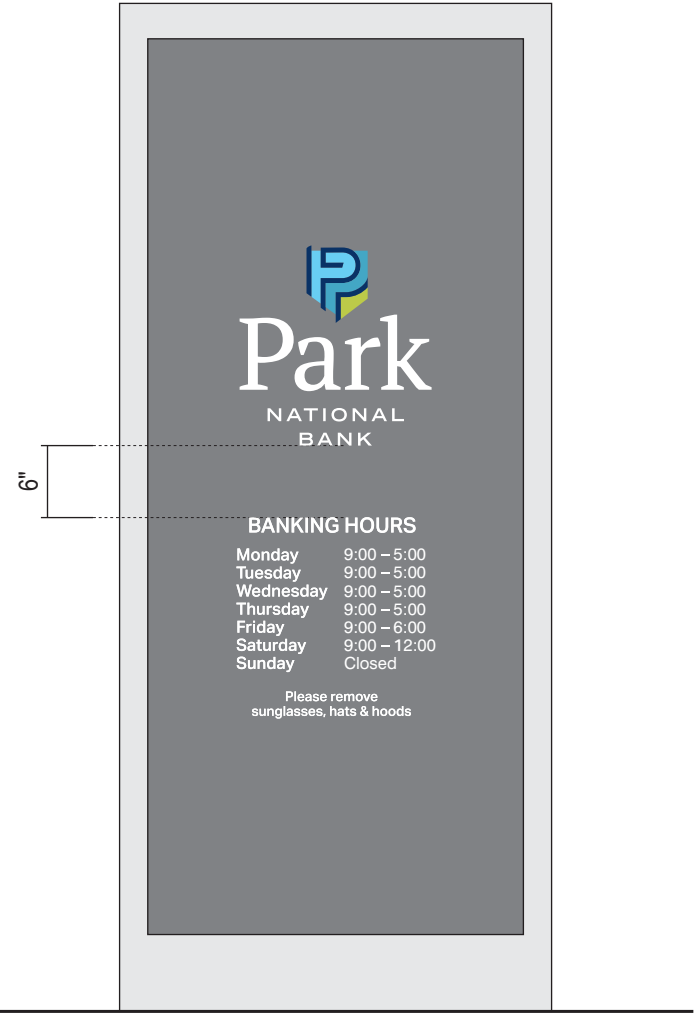 Park
NATIONAL
BANK
6"
BANKING HOURS
Monday 9:00 – 5:00
Tuesday 9:00 – 5:00
Wednesday 9:00 – 5:00
Thursday 9:00 – 5:00
Friday 9:00 – 6:00
Saturday 9:00 – 12:00
Sunday Closed
Please remove
sunglasses, hats & hoods